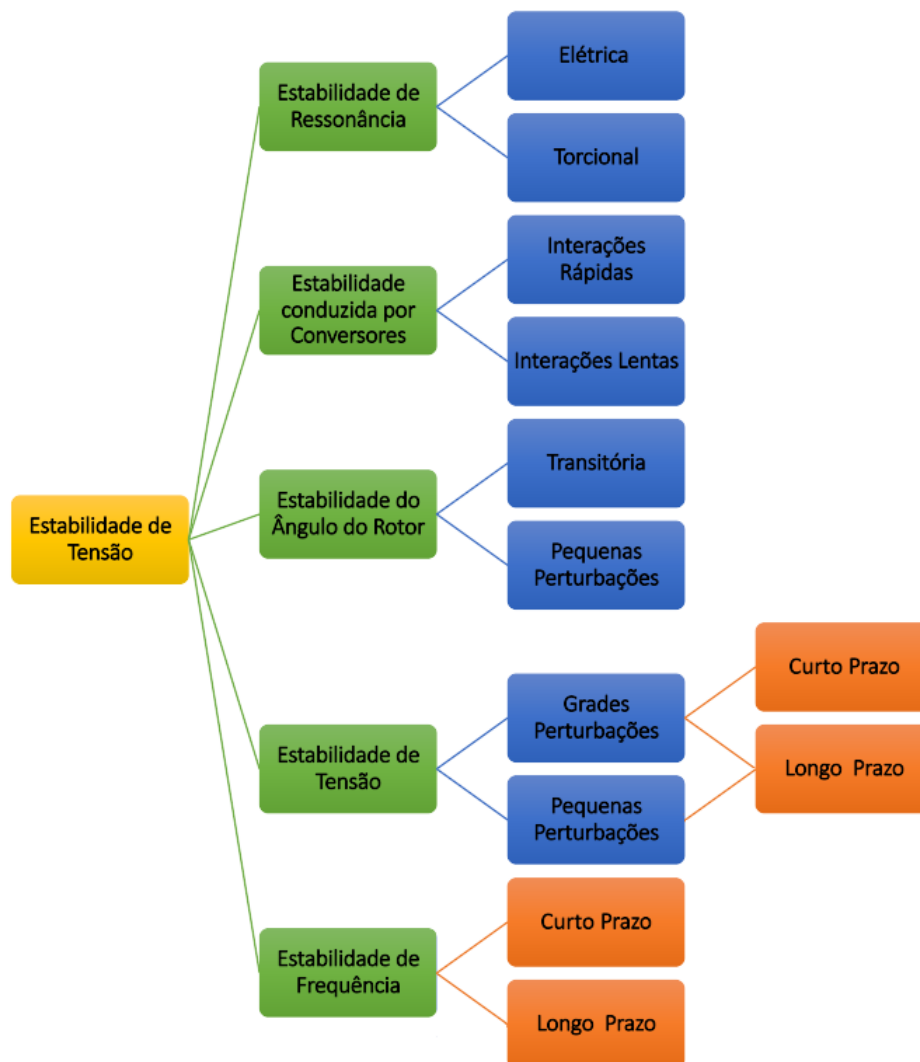 Elétrica
Estabilidade de
Ressonância
Torcional
Interações
Rápidas
Estabilidade
conduzida por
Conversores
Interações Lentas
Transitória
Estabilidade de
Tensão
Estabilidade do
Ângulo do Rotor
Pequenas
Perturbações
Curto Prazo
Grades
Perturbações
Estabilidade de
Tensão
Longo Prazo
Pequenas
Perturbações
Curto Prazo
Estabilidade de
Frequência
Longo Prazo